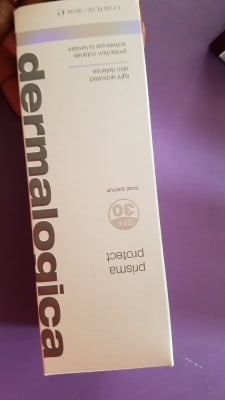 dermalogica
prisma
protect
SPF
30
broad spectrum
light-activated
skin defense
protection cutanée
activée par la lumière
1.7 US FL OZ / 50 mL ℮